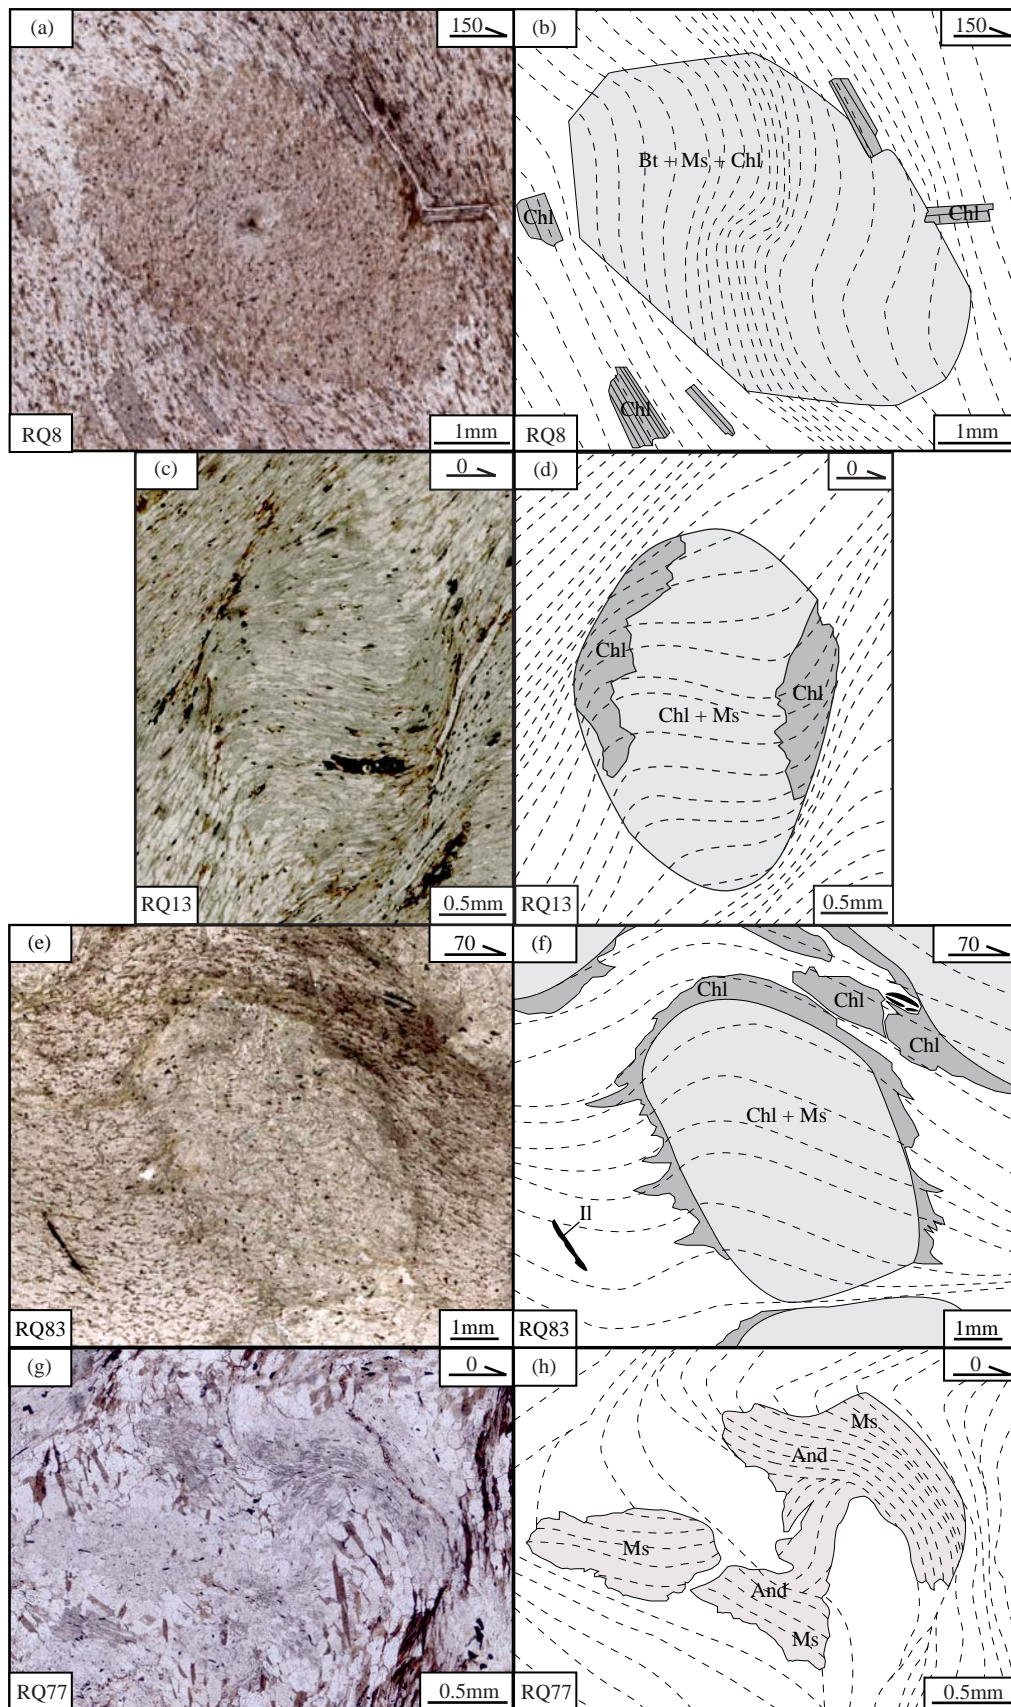 (a)
150
(b)
150
Bt + Ms + Chl
Chl
Chl
Chl
RQ8
1mm
RQ8
1mm
(c)
0
(d)
0
Chl
Chl
Chl + Ms
RQ13
0.5mm
RQ13
0.5mm
(e)
70
(f)
70
Chl
Chl
Chl
Chl + Ms
Il
RQ83
1mm
RQ83
1mm
(g)
0
(h)
0
Ms
And
Ms
And
Ms
RQ77
0.5mm
RQ77
0.5mm